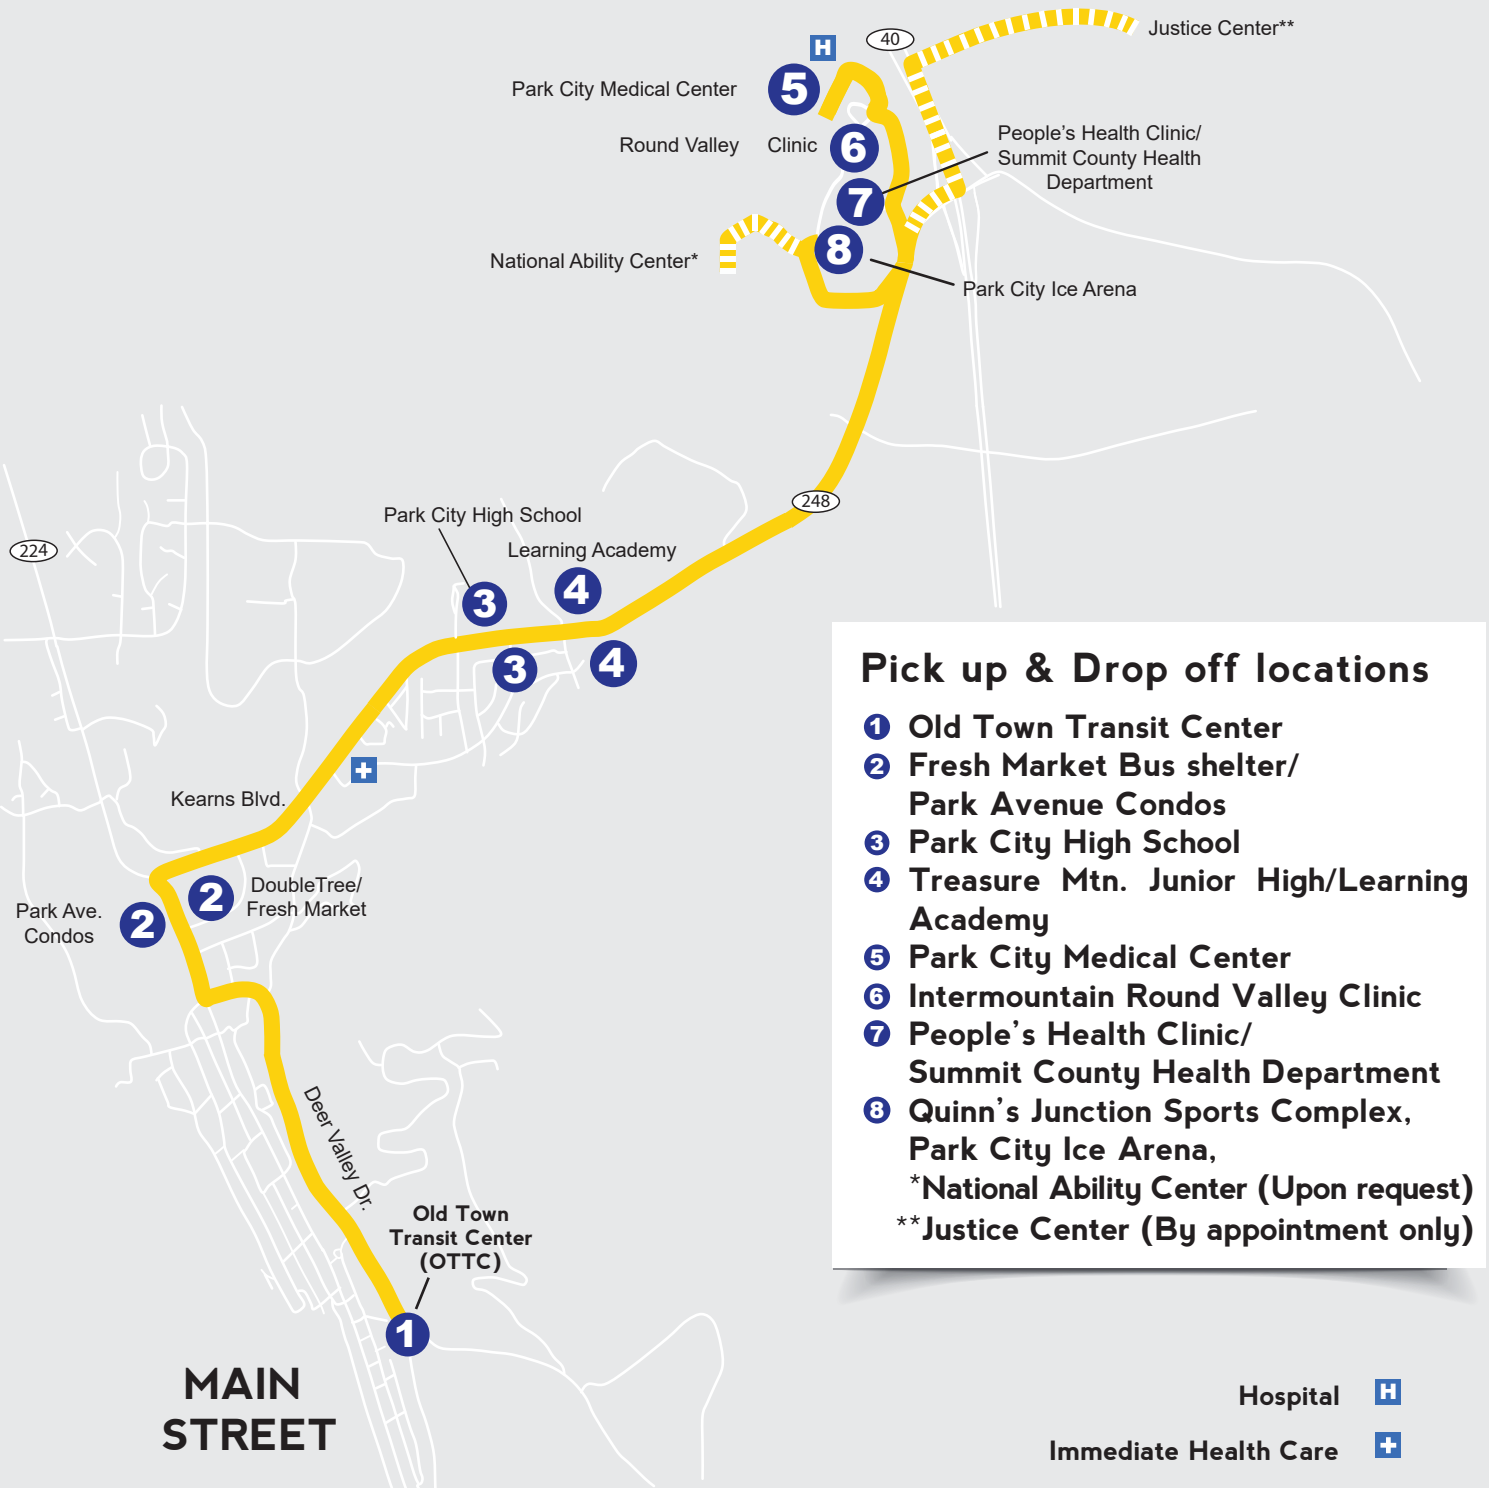 Justice Center**
40
H
5
Park City Medical Center
People's Health Clinic/
Summit County Health
Department
Round Valley Clinic
6
7
8
National Ability Center*
Park City Ice Arena
248
Park City High School
Learning Academy
224
3
4
3
4
Kearns Blvd.
DoubleTree/
Fresh Market
2
Park Ave.
Condos
2
Deer Valley Dr.
Old Town
Transit Center
(OTTC)
1
MAIN
STREET
Pick up & Drop off locations
1 Old Town Transit Center
2 Fresh Market Bus shelter/
Park Avenue Condos
3 Park City High School
4 Treasure Mtn. Junior High/Learning
Academy
5 Park City Medical Center
6 Intermountain Round Valley Clinic
7 People's Health Clinic/
Summit County Health Department
8 Quinn's Junction Sports Complex,
Park City Ice Arena,
*National Ability Center (Upon request)
**Justice Center (By appointment only)
Hospital H
Immediate Health Care